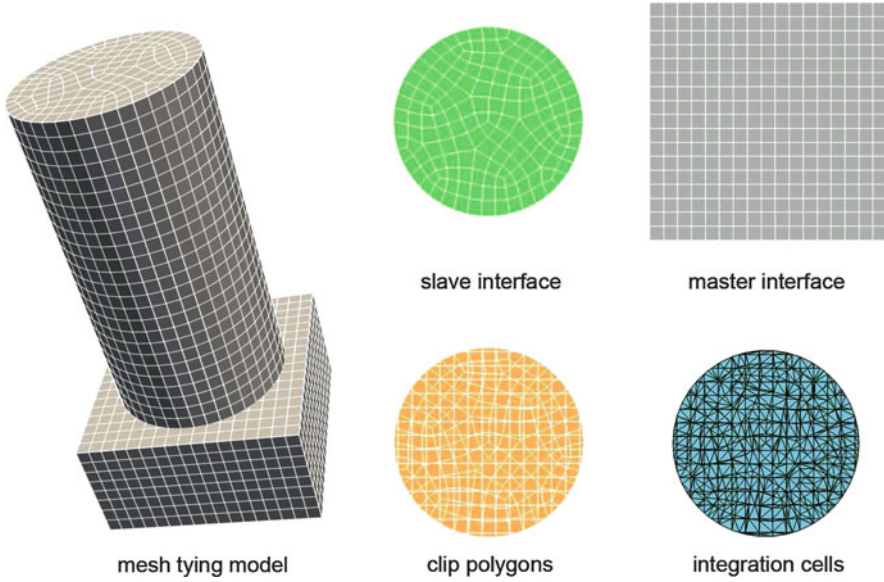 slave interface
master interface
mesh tying model
clip polygons
integration cells